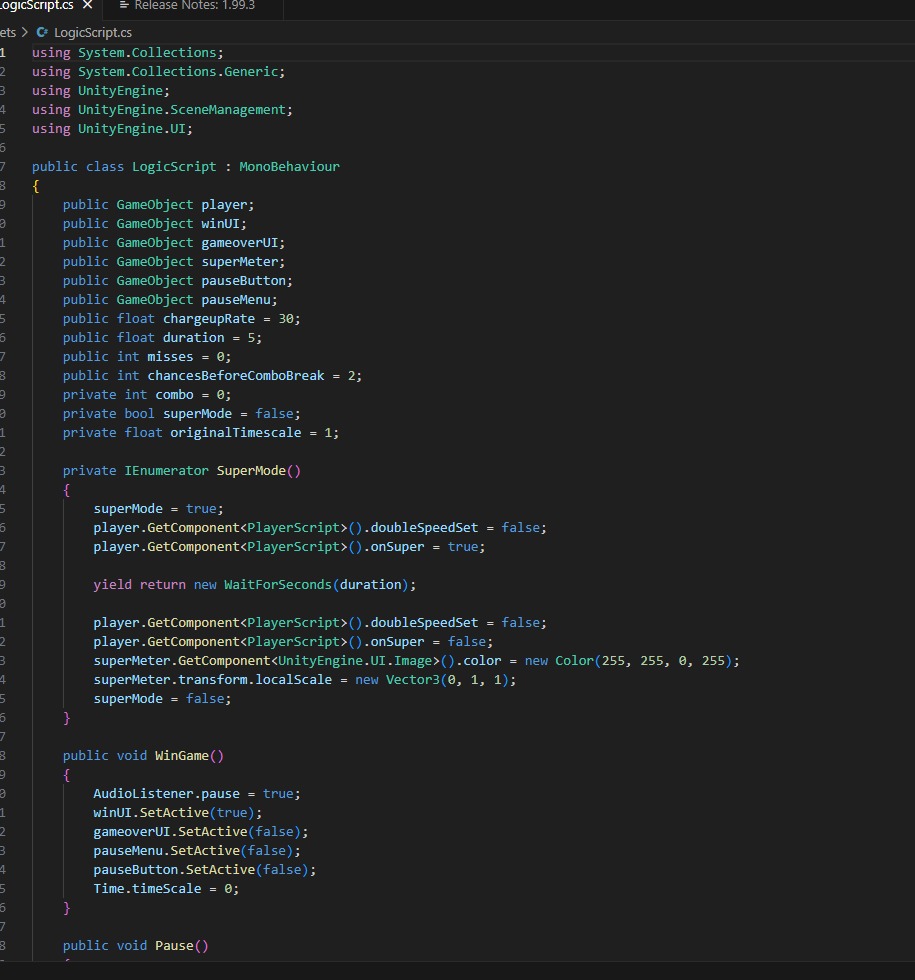 ogicScript.cs × Release Notes: 1.99.3
ets > LogicScript.cs
1 using System.Collections;
2 using System.Collections.Generic;
3 using UnityEngine;
4 using UnityEngine.SceneManagement;
5 using UnityEngine.UI;
6
7 public class LogicScript : MonoBehaviour
8 {
9 public GameObject player;
0 public GameObject winUI;
1 public GameObject gameoverUI;
2 public GameObject superMeter;
3 public GameObject pauseButton;
4 public GameObject pauseMenu;
5 public float chargeupRate = 30;
6 public float duration = 5;
7 public int misses = 0;
8 public int chancesBeforeComboBreak = 2;
9 private int combo = 0;
0 private bool superMode = false;
1 private float originalTimescale = 1;
2
3 private IEnumerator SuperMode()
4 {
5 superMode = true;
6 player.GetComponent<PlayerScript>().doubleSpeedSet = false;
7 player.GetComponent<PlayerScript>().onSuper = true;
8
9 yield return new WaitForSeconds(duration);
0
1 player.GetComponent<PlayerScript>().doubleSpeedSet = false;
2 player.GetComponent<PlayerScript>().onSuper = false;
3 superMeter.GetComponent<UnityEngine.UI.Image>().color = new Color(255, 255, 0, 255);
4 superMeter.transform.localScale = new Vector3(0, 1, 1);
5 superMode = false;
6 }
7
8 public void WinGame()
9 {
0 AudioListener.pause = true;
1 winUI.SetActive(true);
2 gameoverUI.SetActive(false);
3 pauseMenu.SetActive(false);
4 pauseButton.SetActive(false);
5 Time.timeScale = 0;
6 }
7
8 public void Pause()